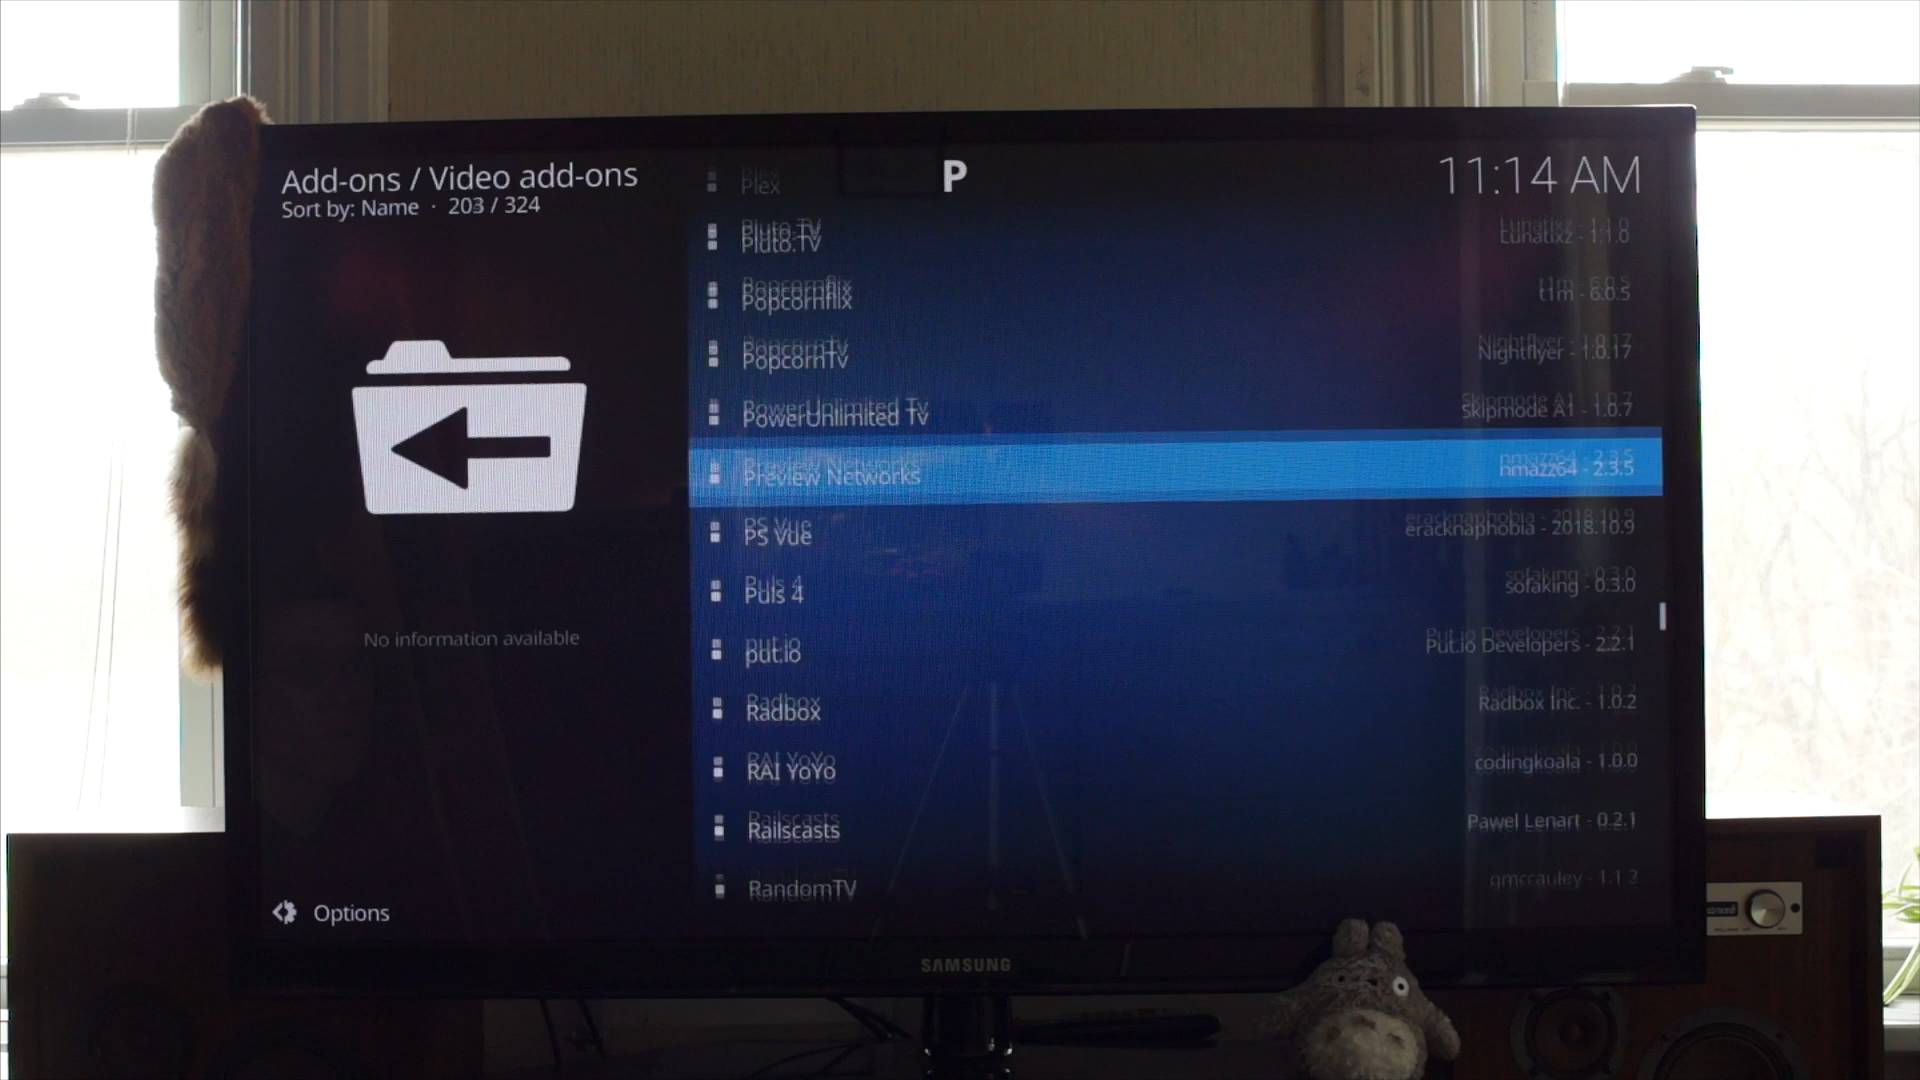 Add-ons / Video add-ons
Sort by: Name · 203 / 324
P
11:14 AM
Plex
Pluto.TV Lunatixz - 1.1.0
Popcornflix t1m - 6.0.5
PopcornTv Nightflyer - 1.0.17
PowerUnlimited Tv Skipmode A1 - 1.0.7
Preview Networks nmazz64 - 2.3.5
PS Vue eracknaphobia - 2018.10.9
Puls 4 sofaking - 0.3.0
put.io Put.io Developers - 2.2.1
Radbox Radbox Inc. - 1.0.2
RAI YoYo codingkoala - 1.0.0
Railscasts Pawel Lenart - 0.2.1
RandomTV gmccauley - 1.1.2
No information available
Options
SAMSUNG